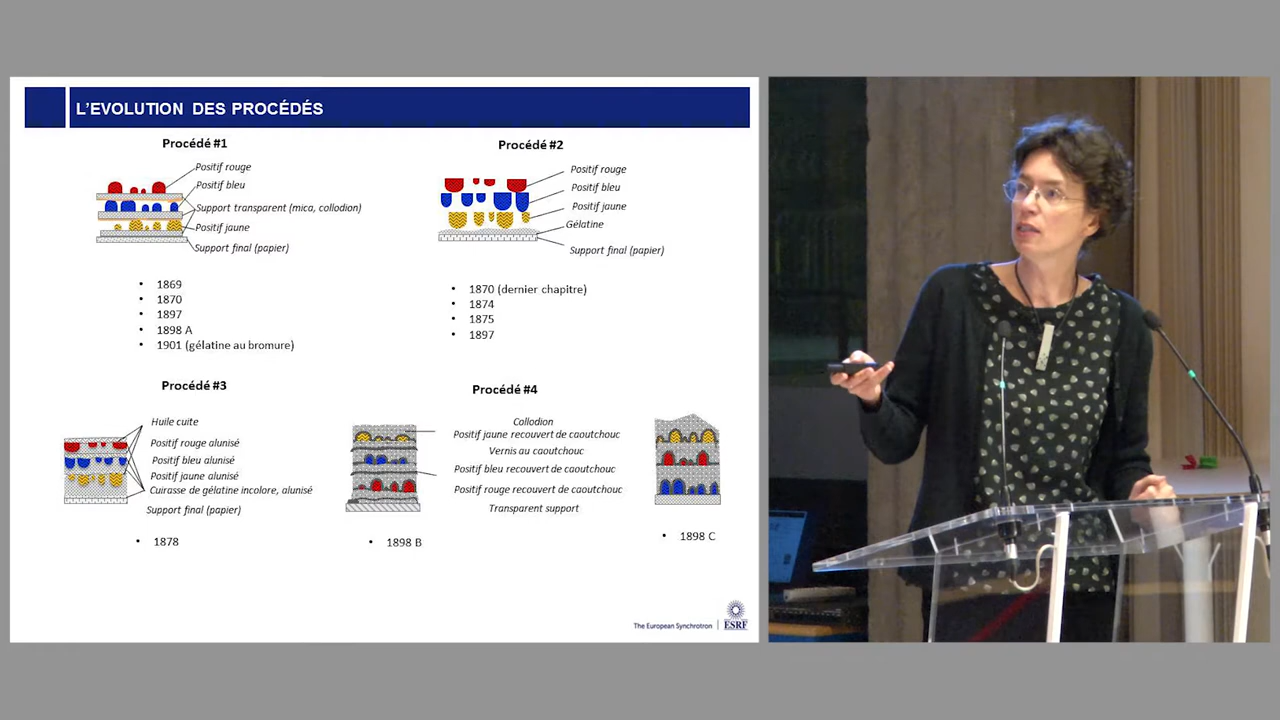 L'EVOLUTION DES PROCÉDÉS
Procédé #1
Positif rouge
Positif bleu
Support transparent (mica, collodion)
Positif jaune
Support final (papier)
• 1869
• 1870
• 1897
• 1898 A
• 1901 (gélatine au bromure)
Procédé #2
Positif rouge
Positif bleu
Positif jaune
Gélatine
Support final (papier)
• 1870 (dernier chapitre)
• 1874
• 1875
• 1897
Procédé #3
Huile cuite
Positif rouge alunisé
Positif bleu alunisé
Positif jaune alunisé
Cuirasse de gélatine incolore, alunisé
Support final (papier)
• 1878
Procédé #4
Collodion
Positif jaune recouvert de caoutchouc
Vernis au caoutchouc
Positif bleu recouvert de caoutchouc
Positif rouge recouvert de caoutchouc
Transparent support
• 1898 B
• 1898 C
The European Synchrotron | ESRF